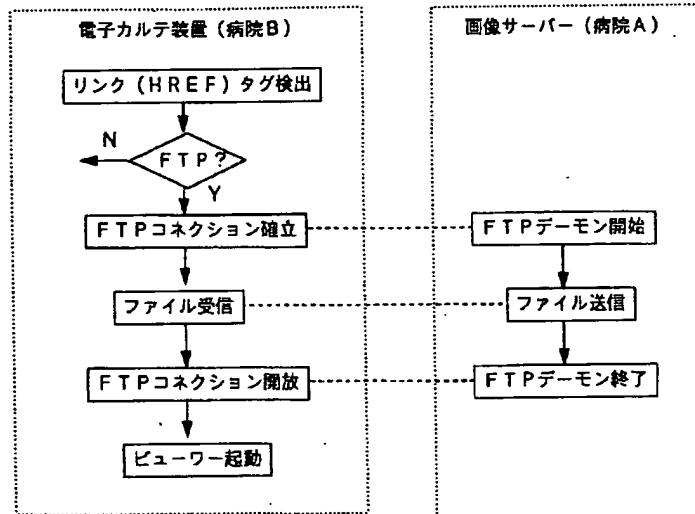 電子カルテ装置（病院B）
リンク（HREF）タグ検出
FTP？
N
Y
FTPコネクション確立
ファイル受信
FTPコネクション開放
ビューワー起動
画像サーバー（病院A）
FTPデーモン開始
ファイル送信
FTPデーモン終了